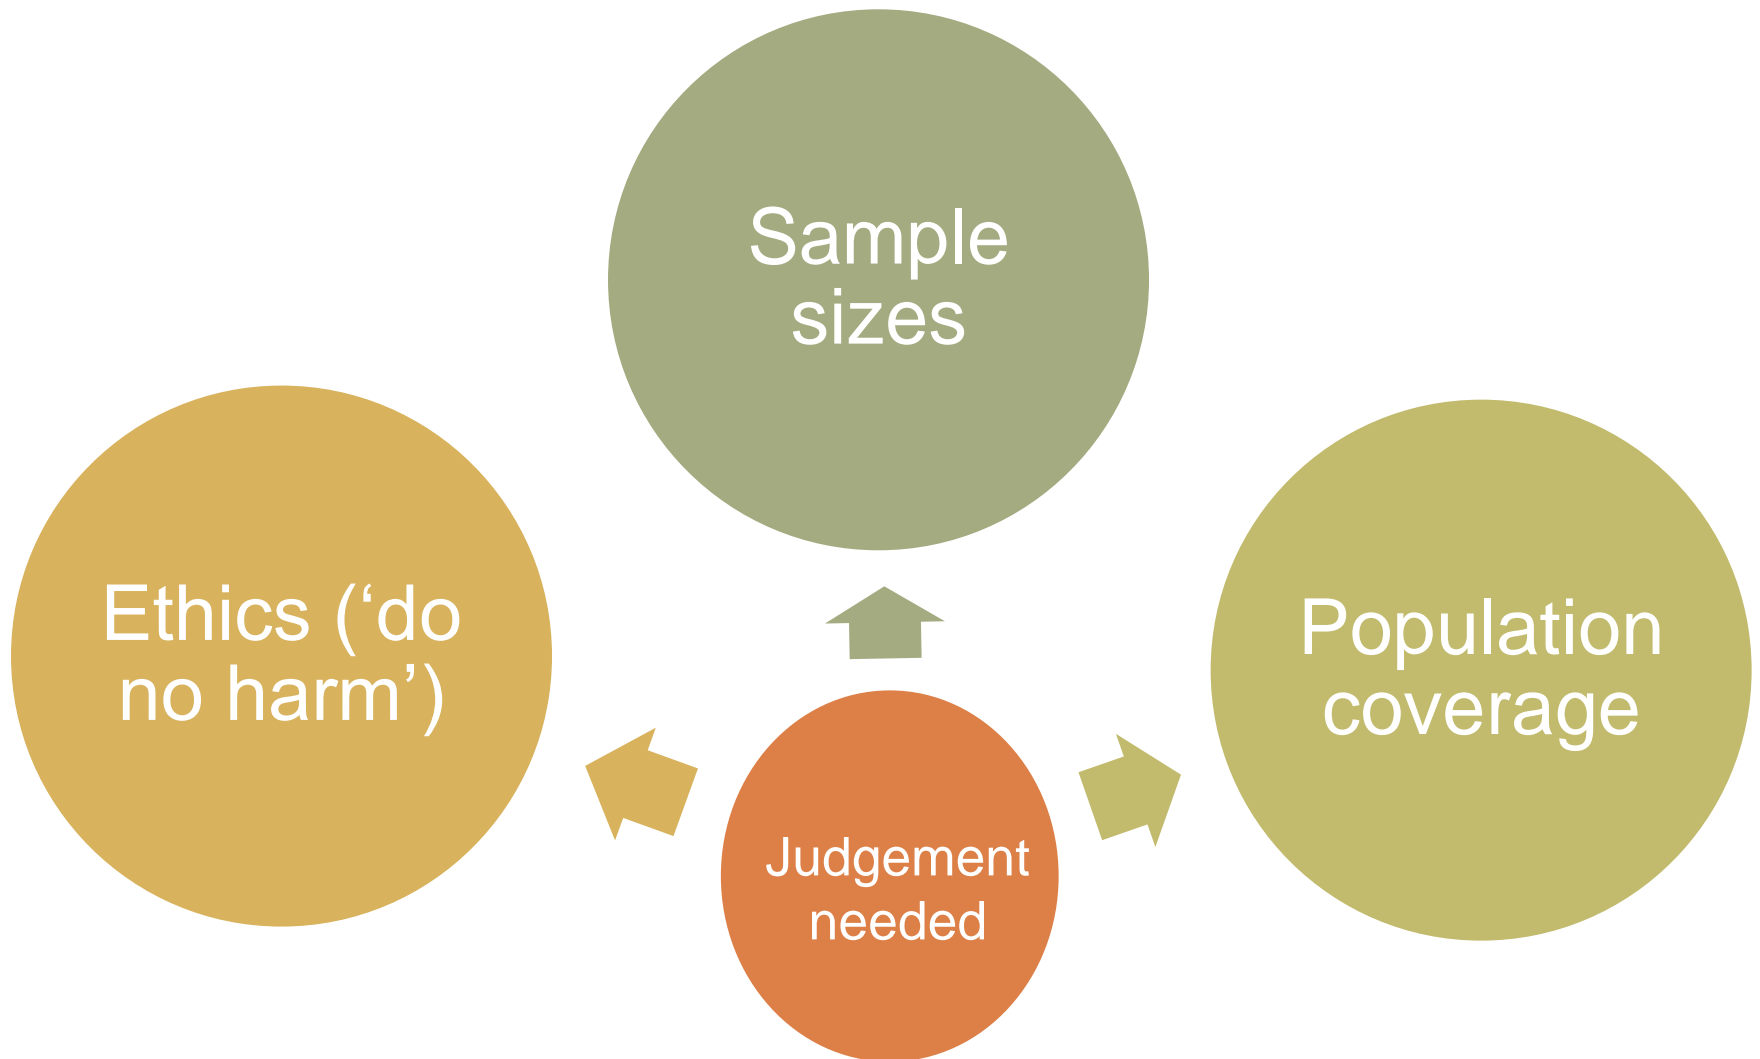 Sample
sizes
Ethics (‘do
no harm’)
Population
coverage
Judgement
needed